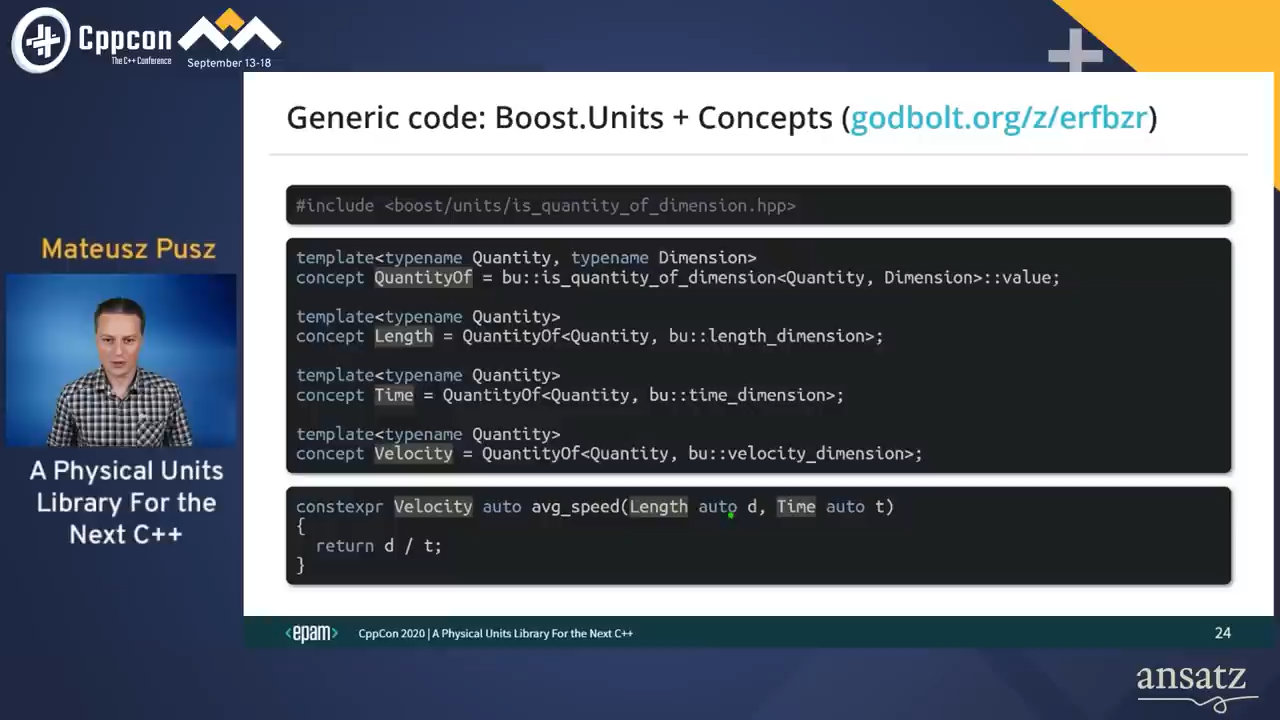 Cppcon
The C++ Conference
September 13-18
Generic code: Boost.Units + Concepts (godbolt.org/z/erfbzr)
#include <boost/units/is_quantity_of_dimension.hpp>
template<typename Quantity, typename Dimension>
concept QuantityOf = bu::is_quantity_of_dimension<Quantity, Dimension>::value;
template<typename Quantity>
concept Length = QuantityOf<Quantity, bu::length_dimension>;
template<typename Quantity>
concept Time = QuantityOf<Quantity, bu::time_dimension>;
template<typename Quantity>
concept Velocity = QuantityOf<Quantity, bu::velocity_dimension>;
constexpr Velocity auto avg_speed(Length auto d, Time auto t)
{
return d / t;
}
Mateusz Pusz
A Physical Units
Library For the
Next C++
<epam>
CppCon 2020 | A Physical Units Library For the Next C++
24
ansatz